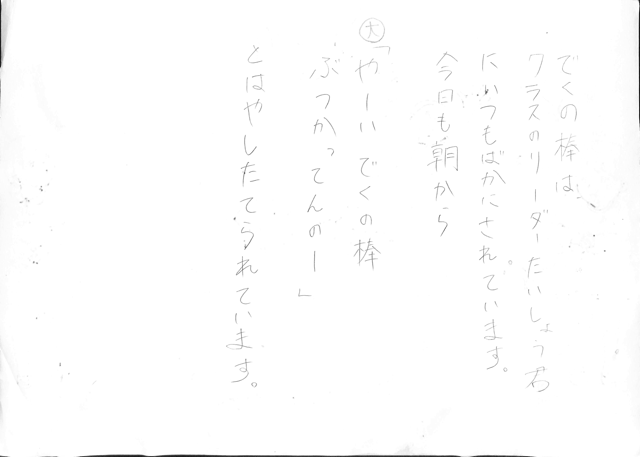 でくの棒は
クラスのリーダーたいしょう君
にいつもばかにされています。
今日も朝から
大「やーい でくの棒
ぶつかってんのー」
とはやしたてられています。